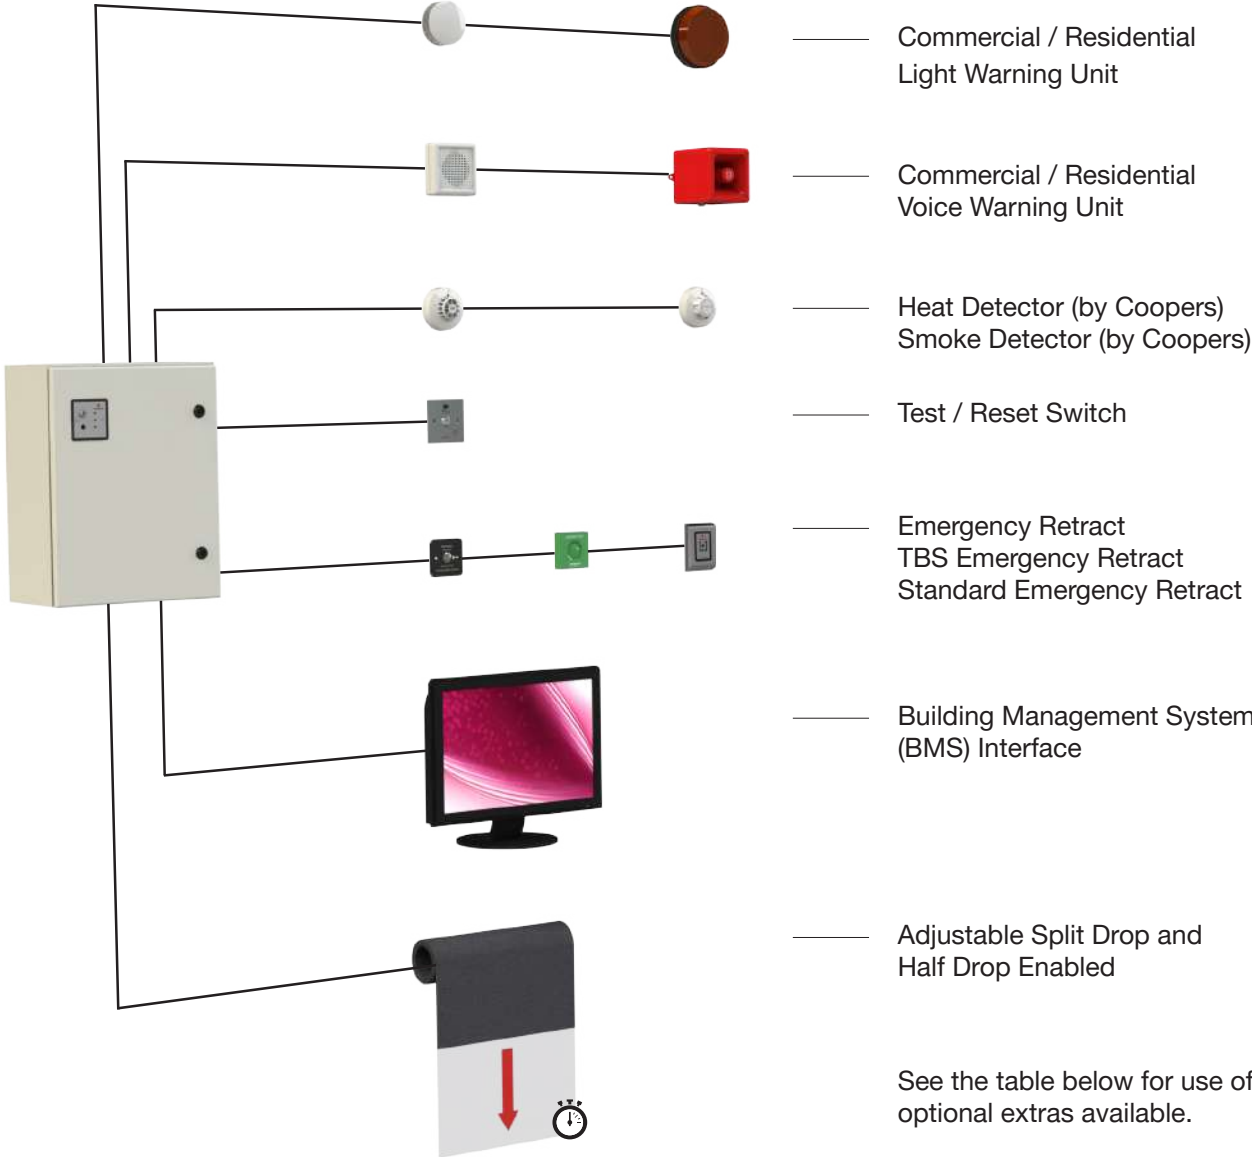 Commercial / Residential
Light Warning Unit
Commercial / Residential
Voice Warning Unit
Heat Detector (by Coopers)
Smoke Detector (by Coopers)
Test / Reset Switch
Emergency Retract
TBS Emergency Retract
Standard Emergency Retract
Building Management System
(BMS) Interface
Adjustable Split Drop and
Half Drop Enabled
See the table below for use of
optional extras available.